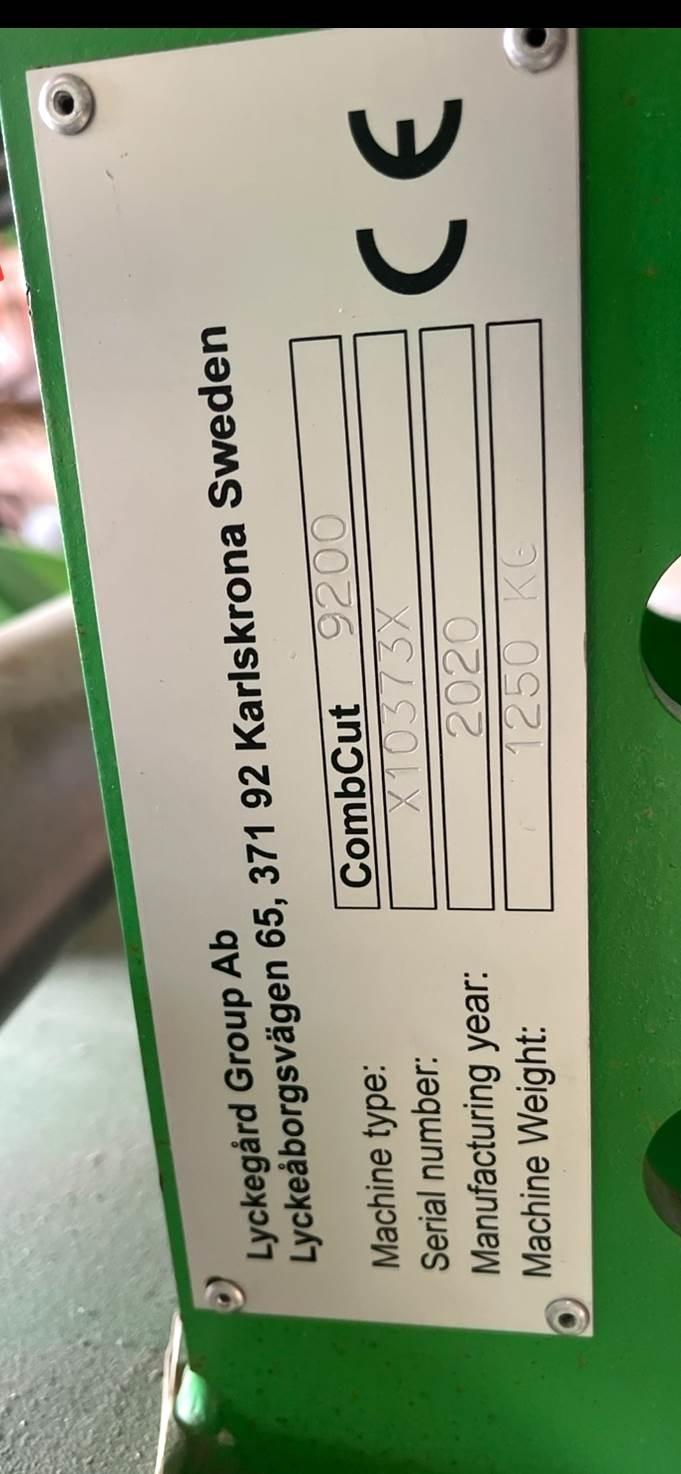 CE
Lyckegård Group Ab
Lyckeåborgsvägen 65, 371 92 Karlskrona Sweden
Machine type: CombCut 9200
Serial number: X10373X
Manufacturing year: 2020
Machine Weight: 1250 KG